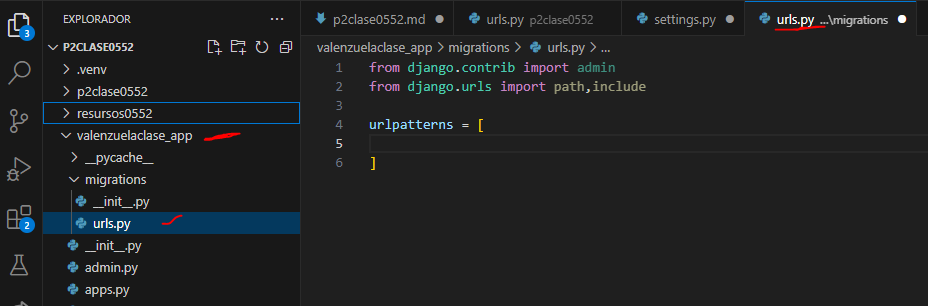 EXPLORADOR
P2CLASE0552
.venv
p2clase0552
resursos0552
valenzuelaclase_app
__pycache__
migrations
__init__.py
urls.py
__init__.py
admin.py
apps.py
3
2
p2clase0552.md
urls.py p2clase0552
settings.py
urls.py ...\migrations
valenzuelaclase_app > migrations > urls.py > ...
1 from django.contrib import admin
2 from django.urls import path,include
3
4 urlpatterns = [
5
6 ]